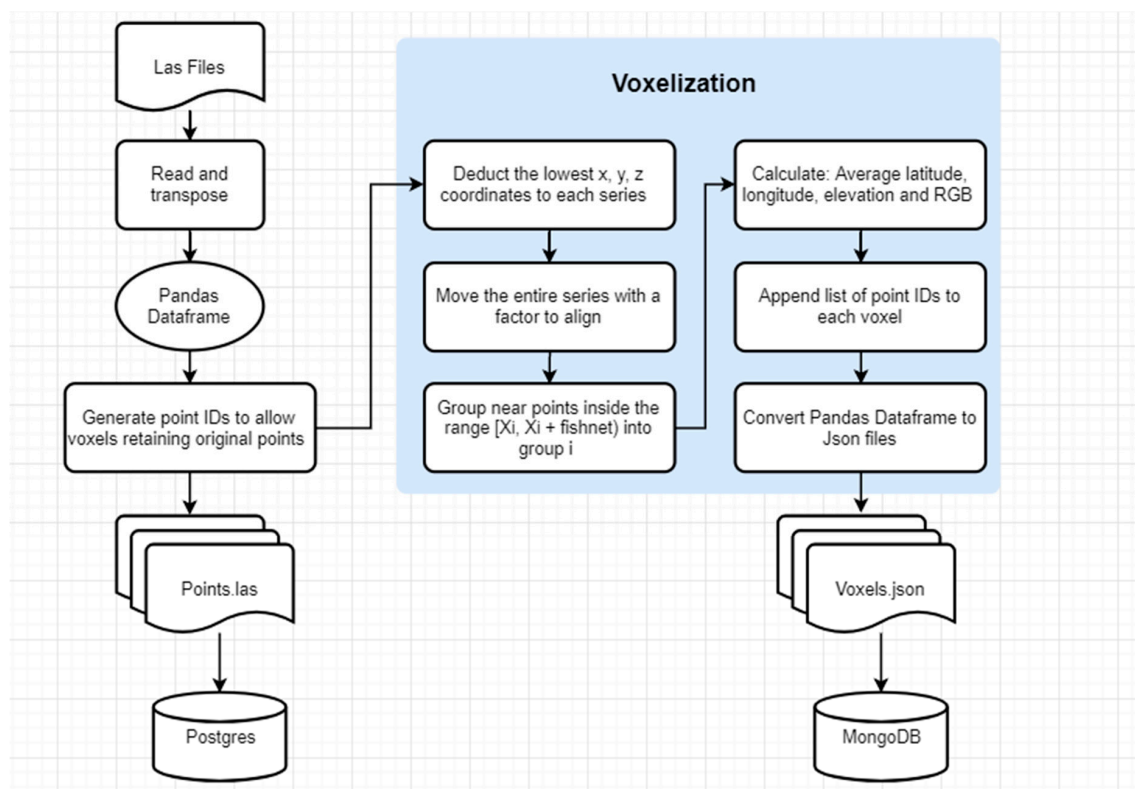 Las Files
Read and
transpose
Pandas
Dataframe
Generate point IDs to allow
voxels retaining original points
Points.las
Postgres
Voxelization
Deduct the lowest x, y, z
coordinates to each series
Move the entire series with a
factor to align
Group near points inside the
range [Xi, Xi + fishnet) into
group i
Calculate: Average latitude,
longitude, elevation and RGB
Append list of point IDs to
each voxel
Convert Pandas Dataframe to
Json files
Voxels.json
MongoDB